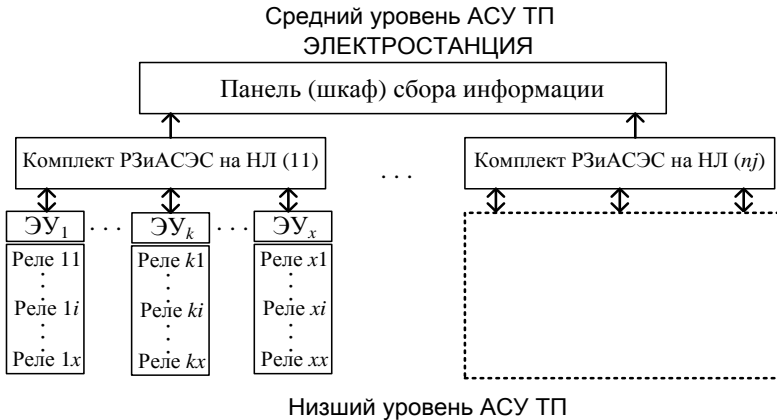 Средний уровень АСУ ТП
ЭЛЕКТРОСТАНЦИЯ
Панель (шкаф) сбора информации
Комплект РЗиАСЭС на НЛ (11)
. . .
Комплект РЗиАСЭС на НЛ (nj)
ЭУ₁ . . . ЭУₖ . . . ЭУₓ
Реле 11
Реле 1i
Реле 1x
Реле k1
Реле ki
Реле kx
Реле x1
Реле xi
Реле xx
Низший уровень АСУ ТП